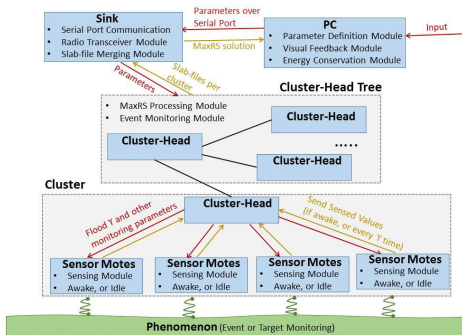 Sink
• Serial Port Communication
• Radio Transceiver Module
• Slab-file Merging Module
Parameters over
Serial Port
MaxRS solution
PC
• Parameter Definition Module
• Visual Feedback Module
• Energy Conservation Module
Input
Parameters
Slab-files per
cluster
Cluster-Head Tree
• MaxRS Processing Module
• Event Monitoring Module
Cluster-Head
Cluster-Head
.....
Cluster-Head
Cluster
Cluster-Head
Flood ϒ and other
monitoring parameters
Send Sensed Values
(if awake, or every ϒ time)
Sensor Motes
• Sensing Module
• Awake, or Idle
Sensor Motes
• Sensing Module
• Awake, or Idle
Sensor Motes
• Sensing Module
• Awake, or Idle
Sensor Motes
• Sensing Module
• Awake, or Idle
Phenomenon (Event or Target Monitoring)